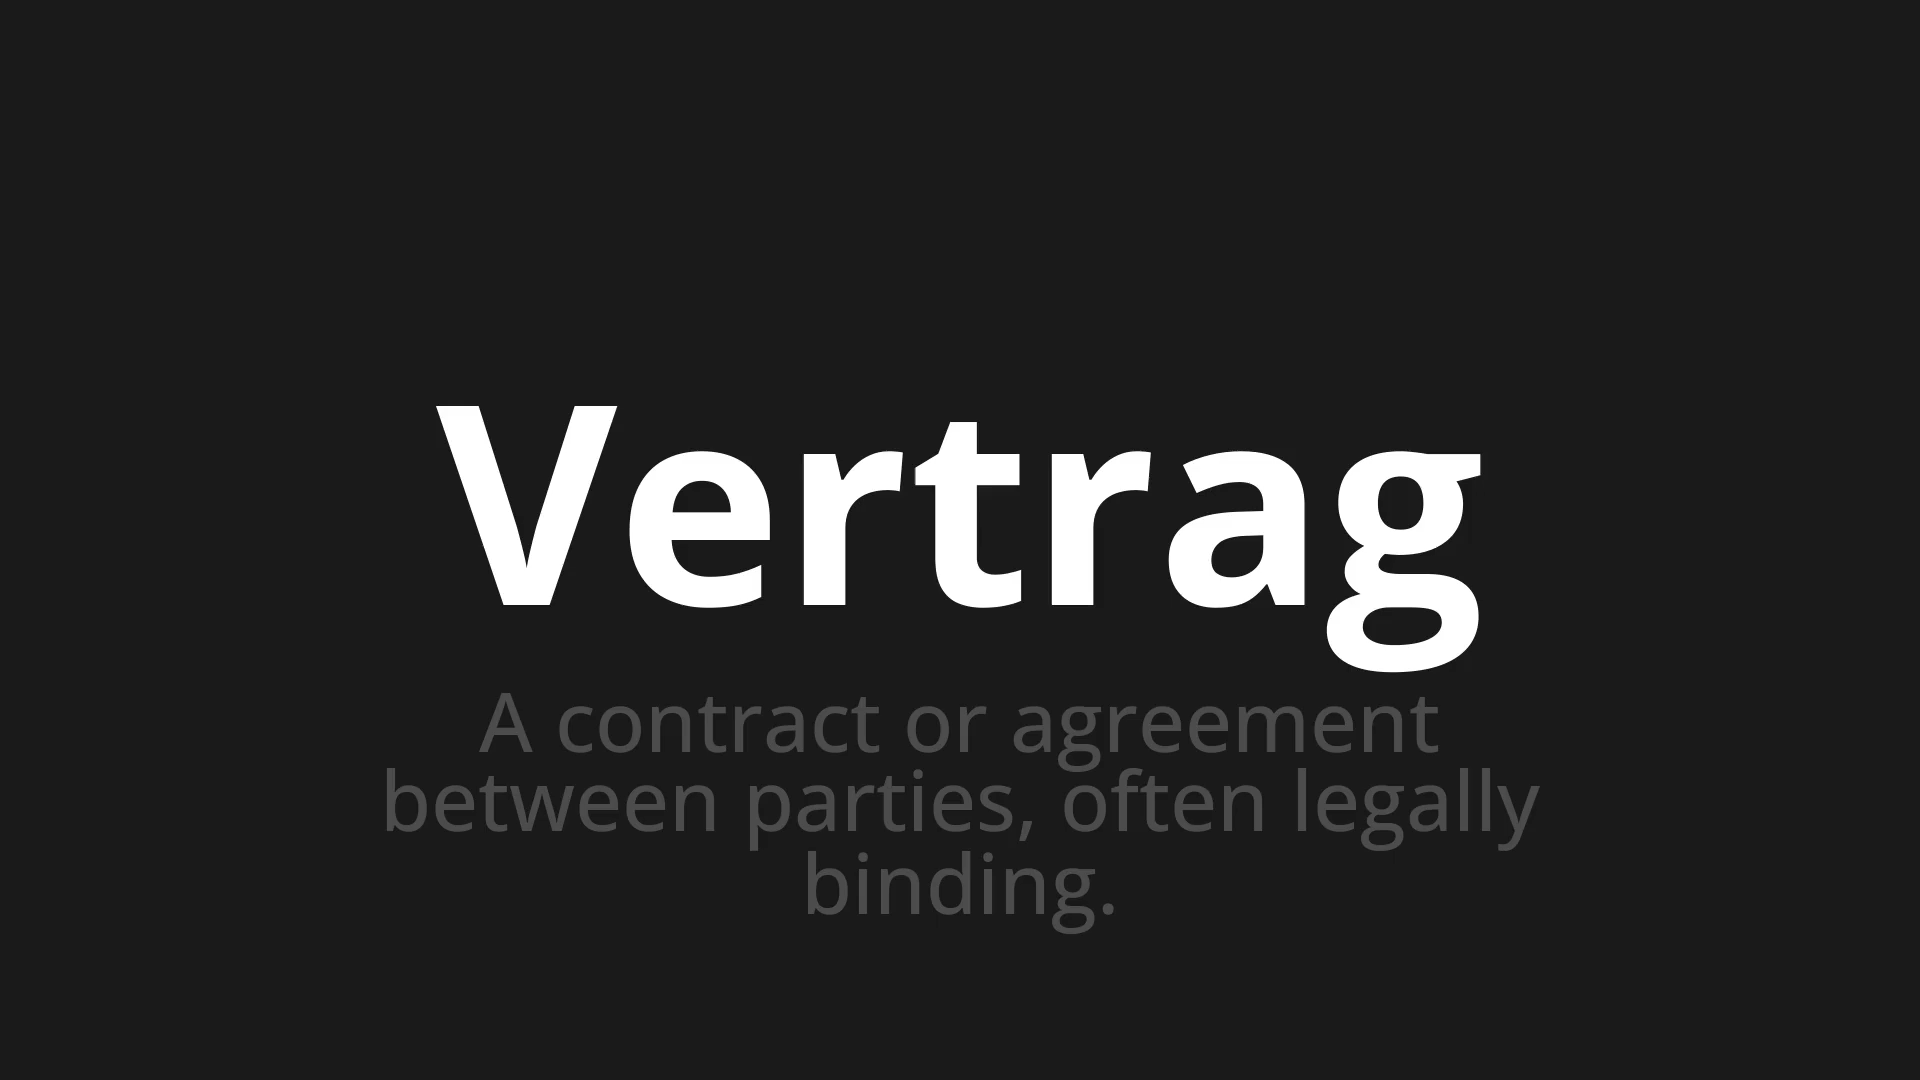 Vertrag
A contract or agreement
between parties, often legally
binding.